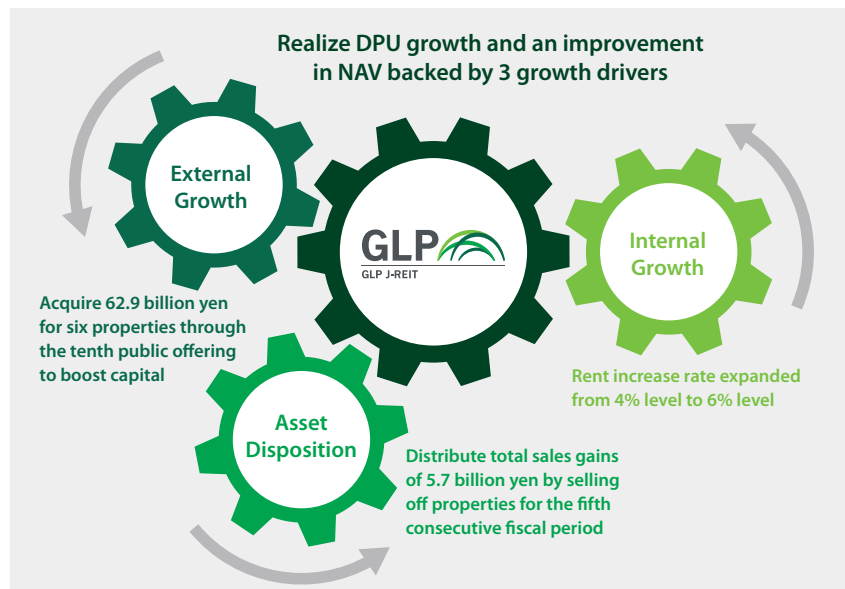 Realize DPU growth and an improvement
in NAV backed by 3 growth drivers
External
Growth
GLP
GLP J-REIT
Internal
Growth
Acquire 62.9 billion yen
for six properties through
the tenth public offering
to boost capital
Rent increase rate expanded
from 4% level to 6% level
Asset
Disposition
Distribute total sales gains
of 5.7 billion yen by selling
off properties for the fifth
consecutive fiscal period